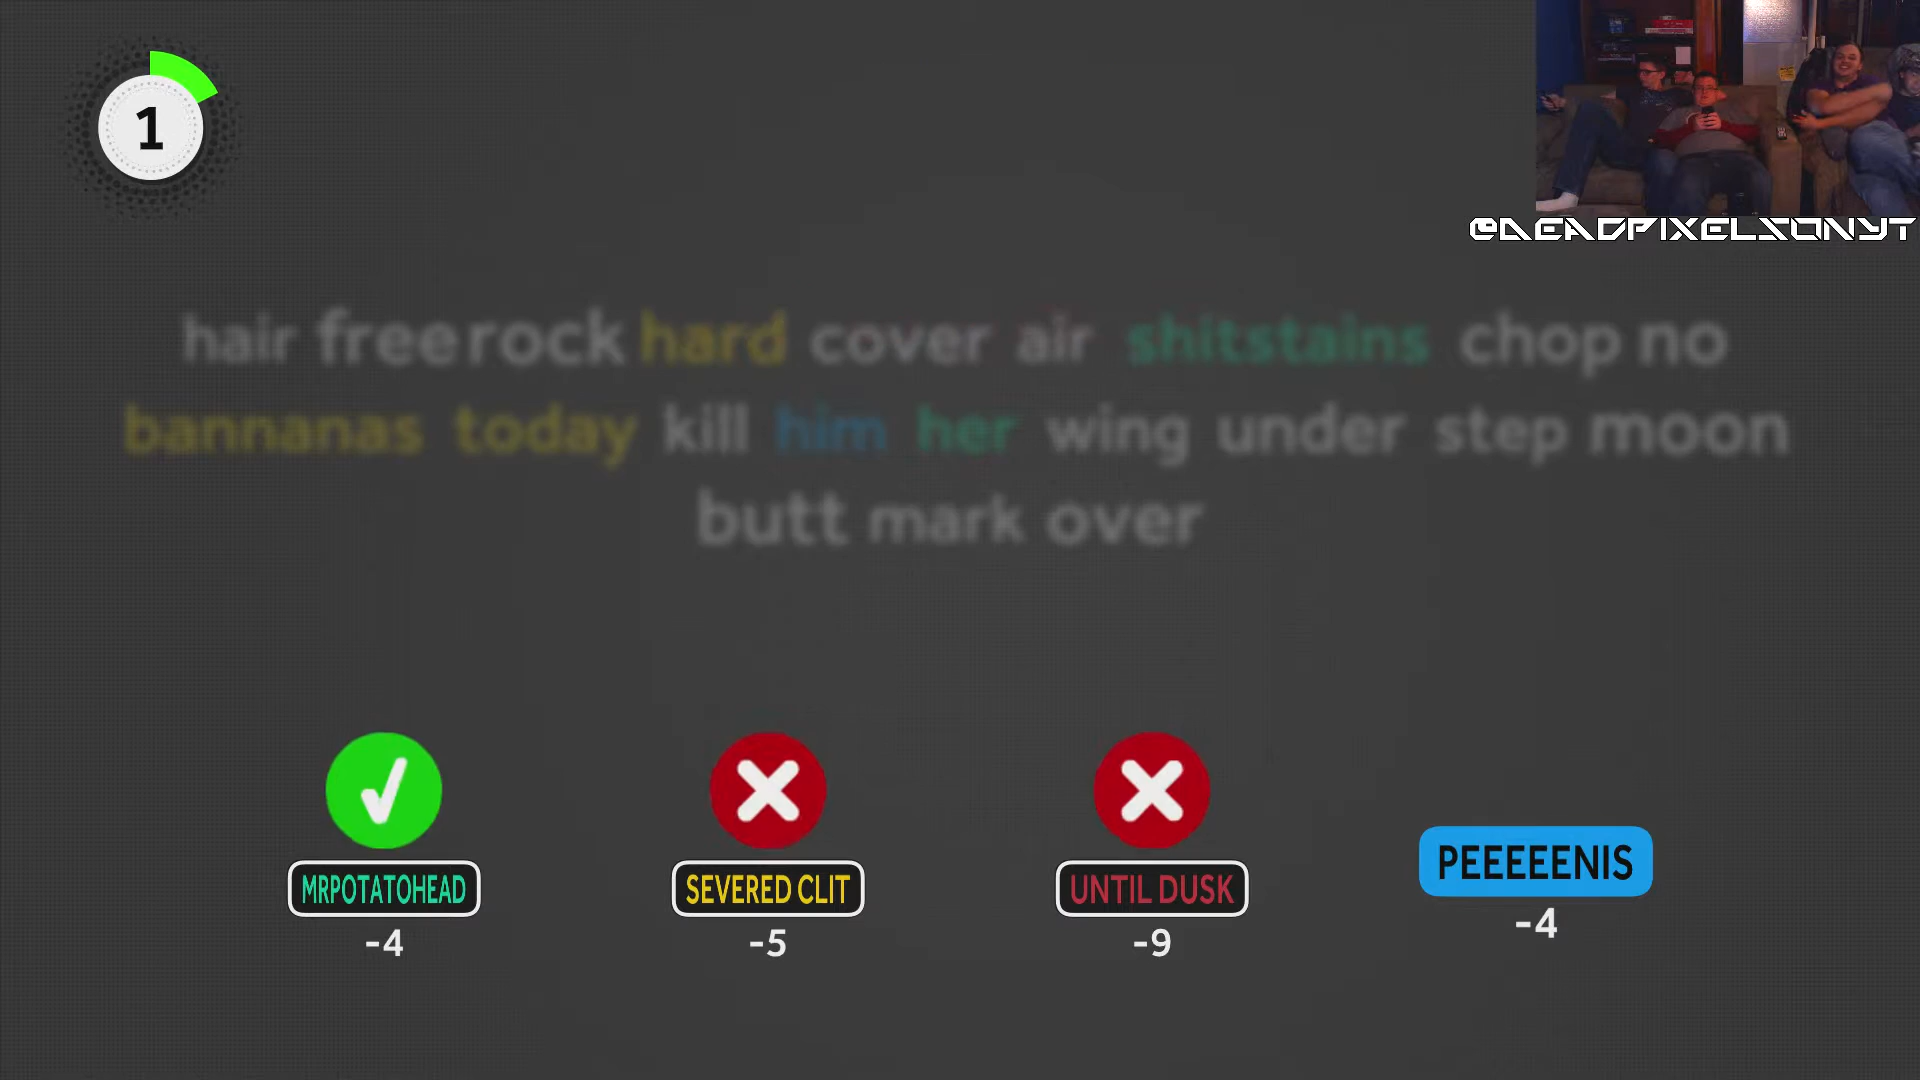 1
@DEADPIXELSONYT
hair free rock hard cover air shitstains chop no
bannanas today kill him her wing under step moon
butt mark over
MRPOTATOHEAD SEVERED CLIT UNTIL DUSK PEEEEENIS
-4 -5 -9 -4